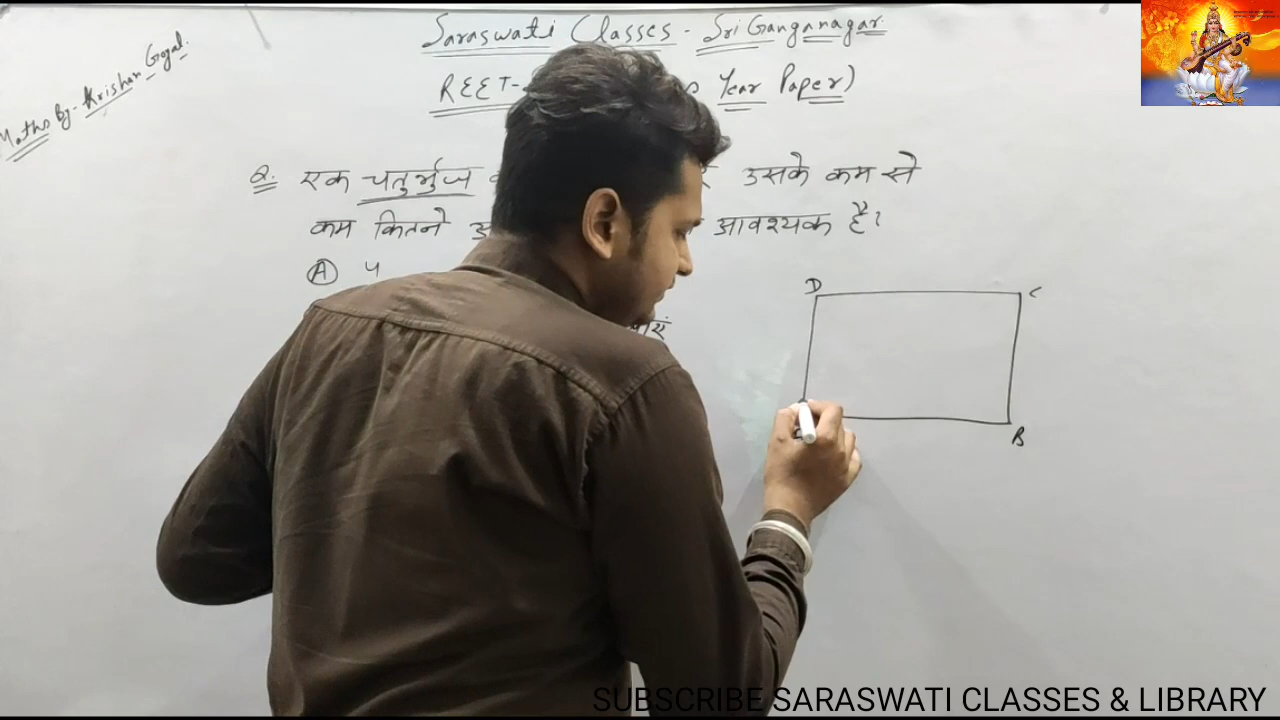 Saraswati Classes - Sri Ganganagar.
Maths By - Krishan Gopal.
REET- Year Paper)
Q. एक चतुर्भुज उसके कम से
कम कितने आवश्यक है?
(A) 4
D C
B
SUBSCRIBE SARASWATI CLASSES & LIBRARY